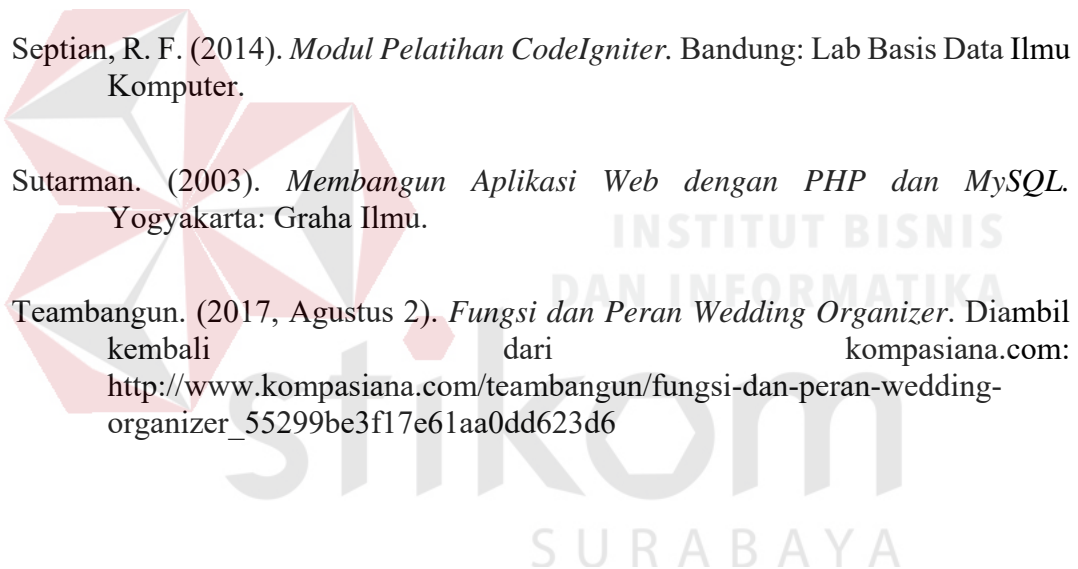 Septian, R. F. (2014). Modul Pelatihan CodeIgniter. Bandung: Lab Basis Data Ilmu
Komputer.
Sutarman. (2003). Membangun Aplikasi Web dengan PHP dan MySQL.
Yogyakarta: Graha Ilmu.
INSTITUT BISNIS
DAN INFORMATIKA
Teambangun. (2017, Agustus 2). Fungsi dan Peran Wedding Organizer. Diambil
kembali dari kompasiana.com:
http://www.kompasiana.com/teambangun/fungsi-dan-peran-wedding-
organizer_55299be3f17e61aa0dd623d6
stikom
SURABAYA